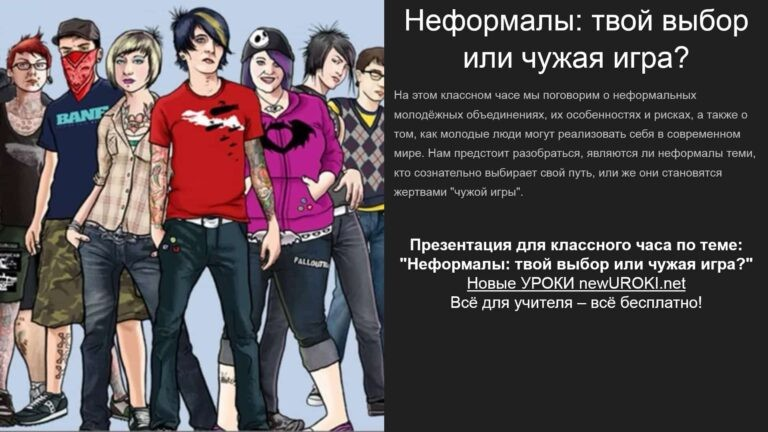 Неформалы: твой выбор
или чужая игра?
На этом классном часе мы поговорим о неформальных
молодёжных объединениях, их особенностях и рисках, а также о
том, как молодые люди могут реализовать себя в современном
мире. Нам предстоит разобраться, являются ли неформалы теми,
кто сознательно выбирает свой путь, или же они становятся
жертвами "чужой игры".
Презентация для классного часа по теме:
"Неформалы: твой выбор или чужая игра?"
Новые УРОКИ newUROKI.net
Всё для учителя – всё бесплатно!
BANE